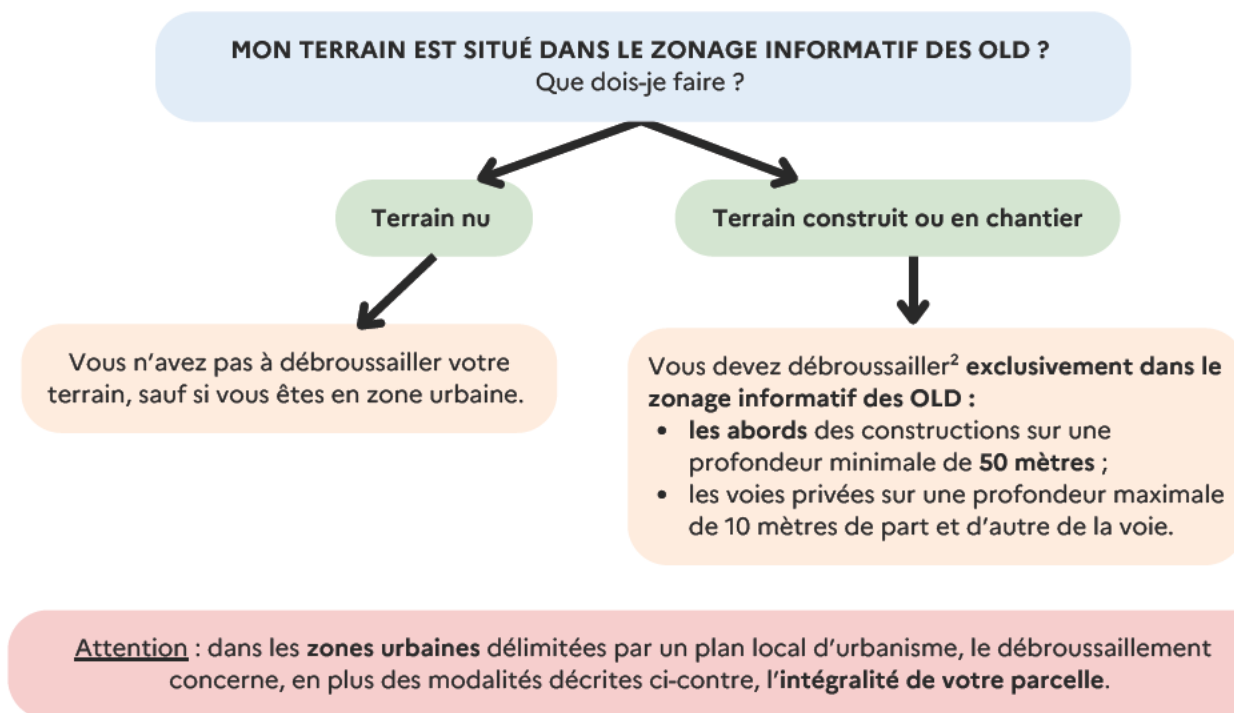 MON TERRAIN EST SITUÉ DANS LE ZONAGE INFORMATIF DES OLD ?
Que dois-je faire ?
Terrain nu
Terrain construit ou en chantier
Vous n'avez pas à débroussailler votre
terrain, sauf si vous êtes en zone urbaine.
Vous devez débroussailler² exclusivement dans le
zonage informatif des OLD :
• les abords des constructions sur une
profondeur minimale de 50 mètres ;
• les voies privées sur une profondeur maximale
de 10 mètres de part et d'autre de la voie.
Attention : dans les zones urbaines délimitées par un plan local d'urbanisme, le débroussaillement
concerne, en plus des modalités décrites ci-contre, l'intégralité de votre parcelle.